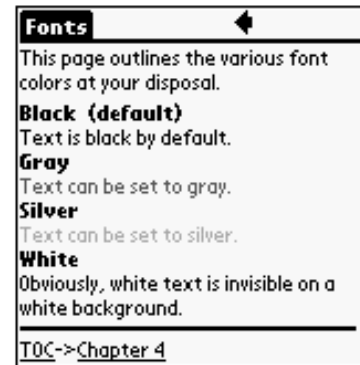 Fonts
This page outlines the various font
colors at your disposal.
Black (default)
Text is black by default.
Gray
Text can be set to gray.
Silver
Text can be set to silver.
White
Obviously, white text is invisible on a
white background.
TOC->Chapter 4